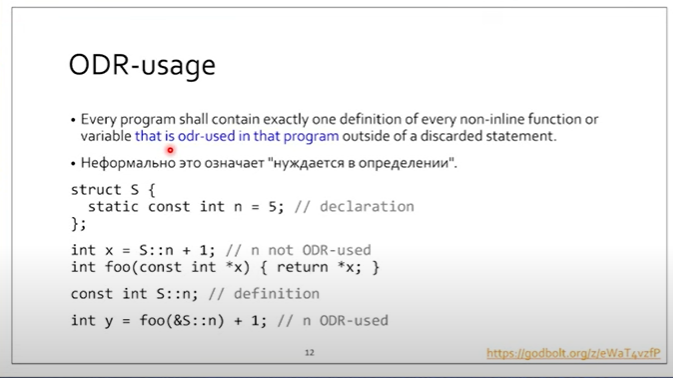 ODR-usage
• Every program shall contain exactly one definition of every non-inline function or
variable that is odr-used in that program outside of a discarded statement.
• Неформально это означает "нуждается в определении".
struct S {
  static const int n = 5; // declaration
};
int x = S::n + 1; // n not ODR-used
int foo(const int *x) { return *x; }
const int S::n; // definition
int y = foo(&S::n) + 1; // n ODR-used
12
https://godbolt.org/z/eWaT4vzfP